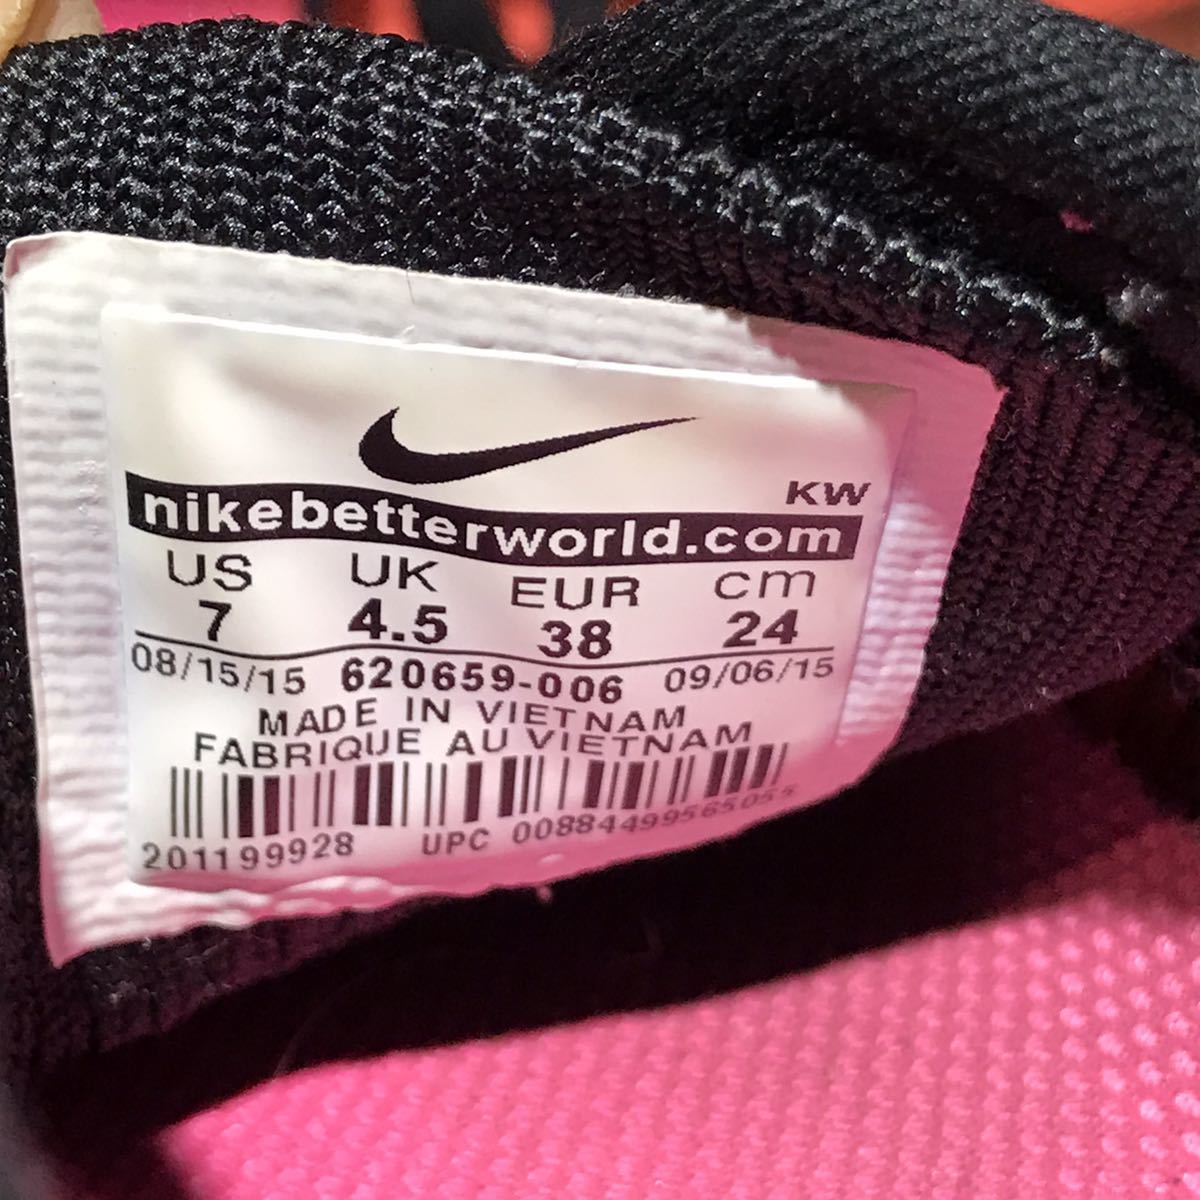 KW
nikebetterworld.com
US UK EUR cm
7 4.5 38 24
08/15/15 620659-006 09/06/15
MADE IN VIETNAM
FABRIQUE AU VIETNAM
201199928 UPC 00884499565055